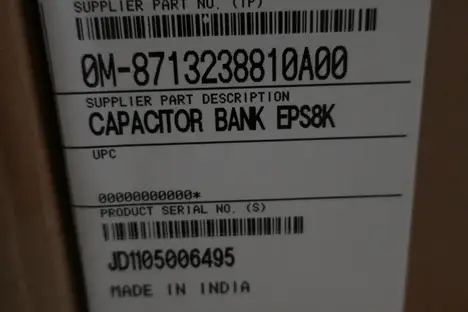 SUPPLIER PART NO. (1P)
0M-8713238810A00
SUPPLIER PART DESCRIPTION
CAPACITOR BANK EPS8K
UPC
00000000000*
PRODUCT SERIAL NO. (S)
JD1105006495
MADE IN INDIA